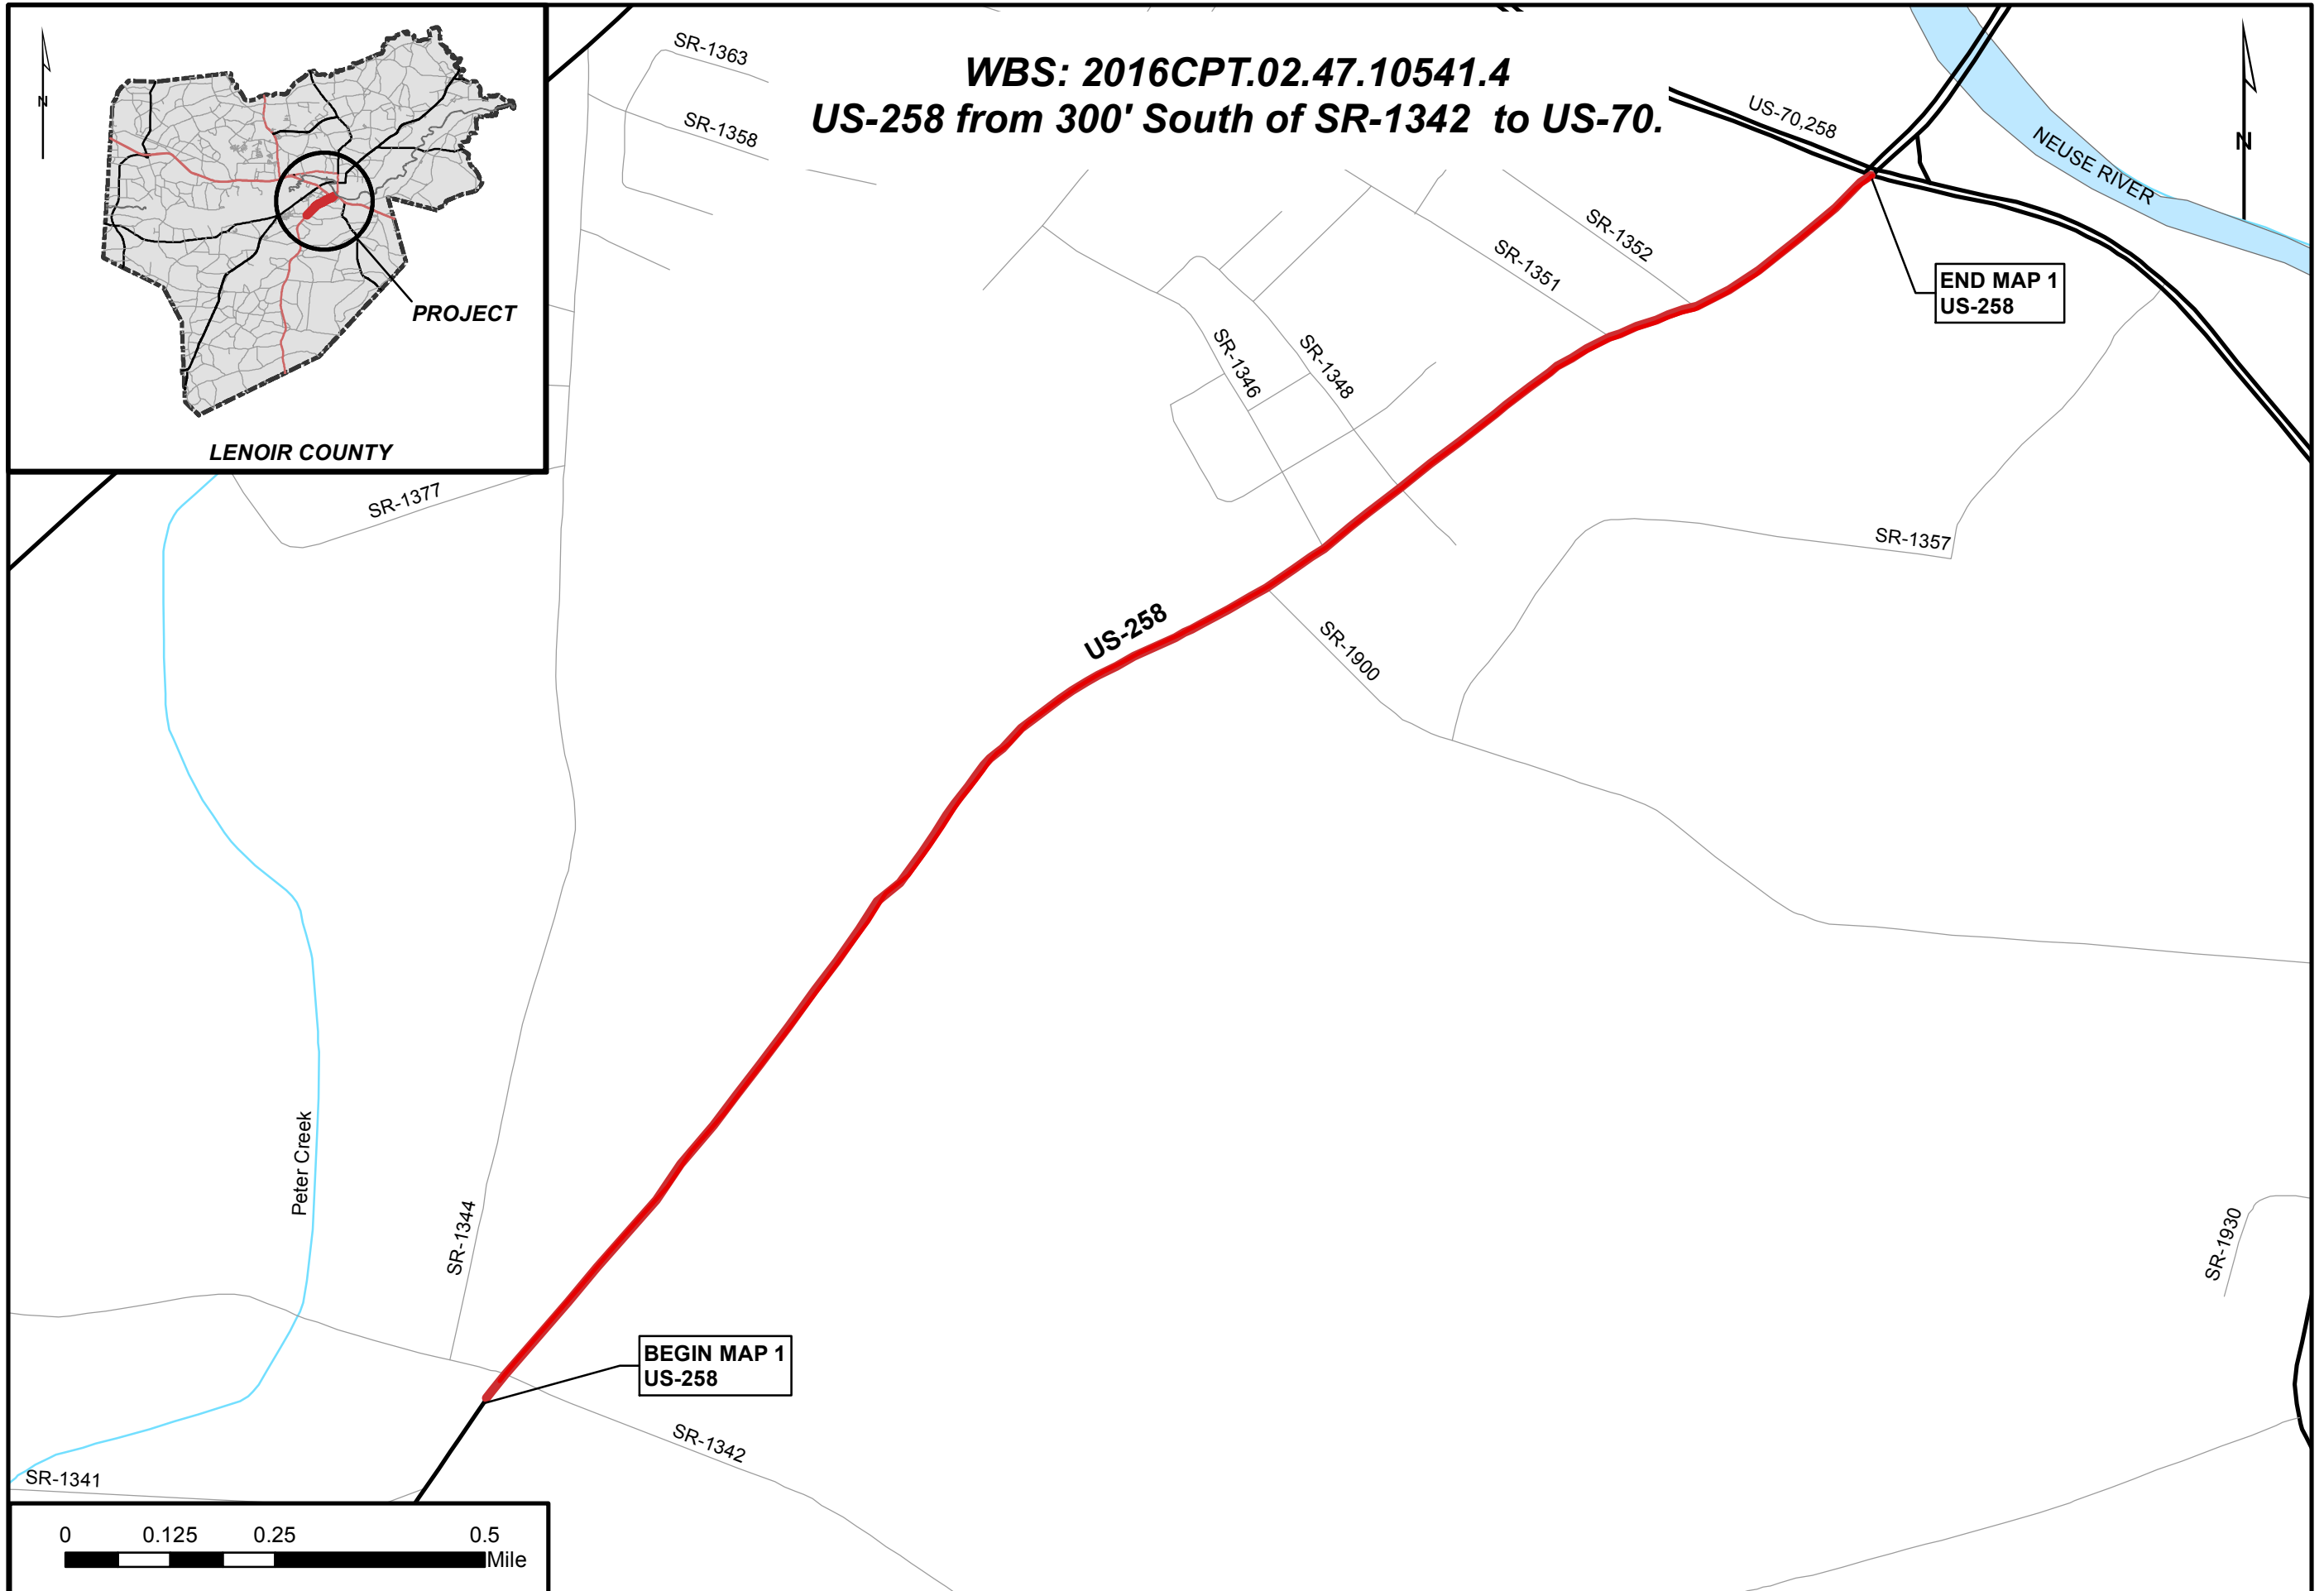 WBS: 2016CPT.02.47.10541.4
US-258 from 300' South of SR-1342 to US-70.
N
PROJECT
LENOIR COUNTY
SR-1363
SR-1358
US-70,258
NEUSE RIVER
N
SR-1352
SR-1351
END MAP 1
US-258
SR-1346
SR-1348
SR-1377
SR-1357
US-258
SR-1900
Peter Creek
SR-1344
SR-1930
BEGIN MAP 1
US-258
SR-1342
SR-1341
0 0.125 0.25 0.5
Mile